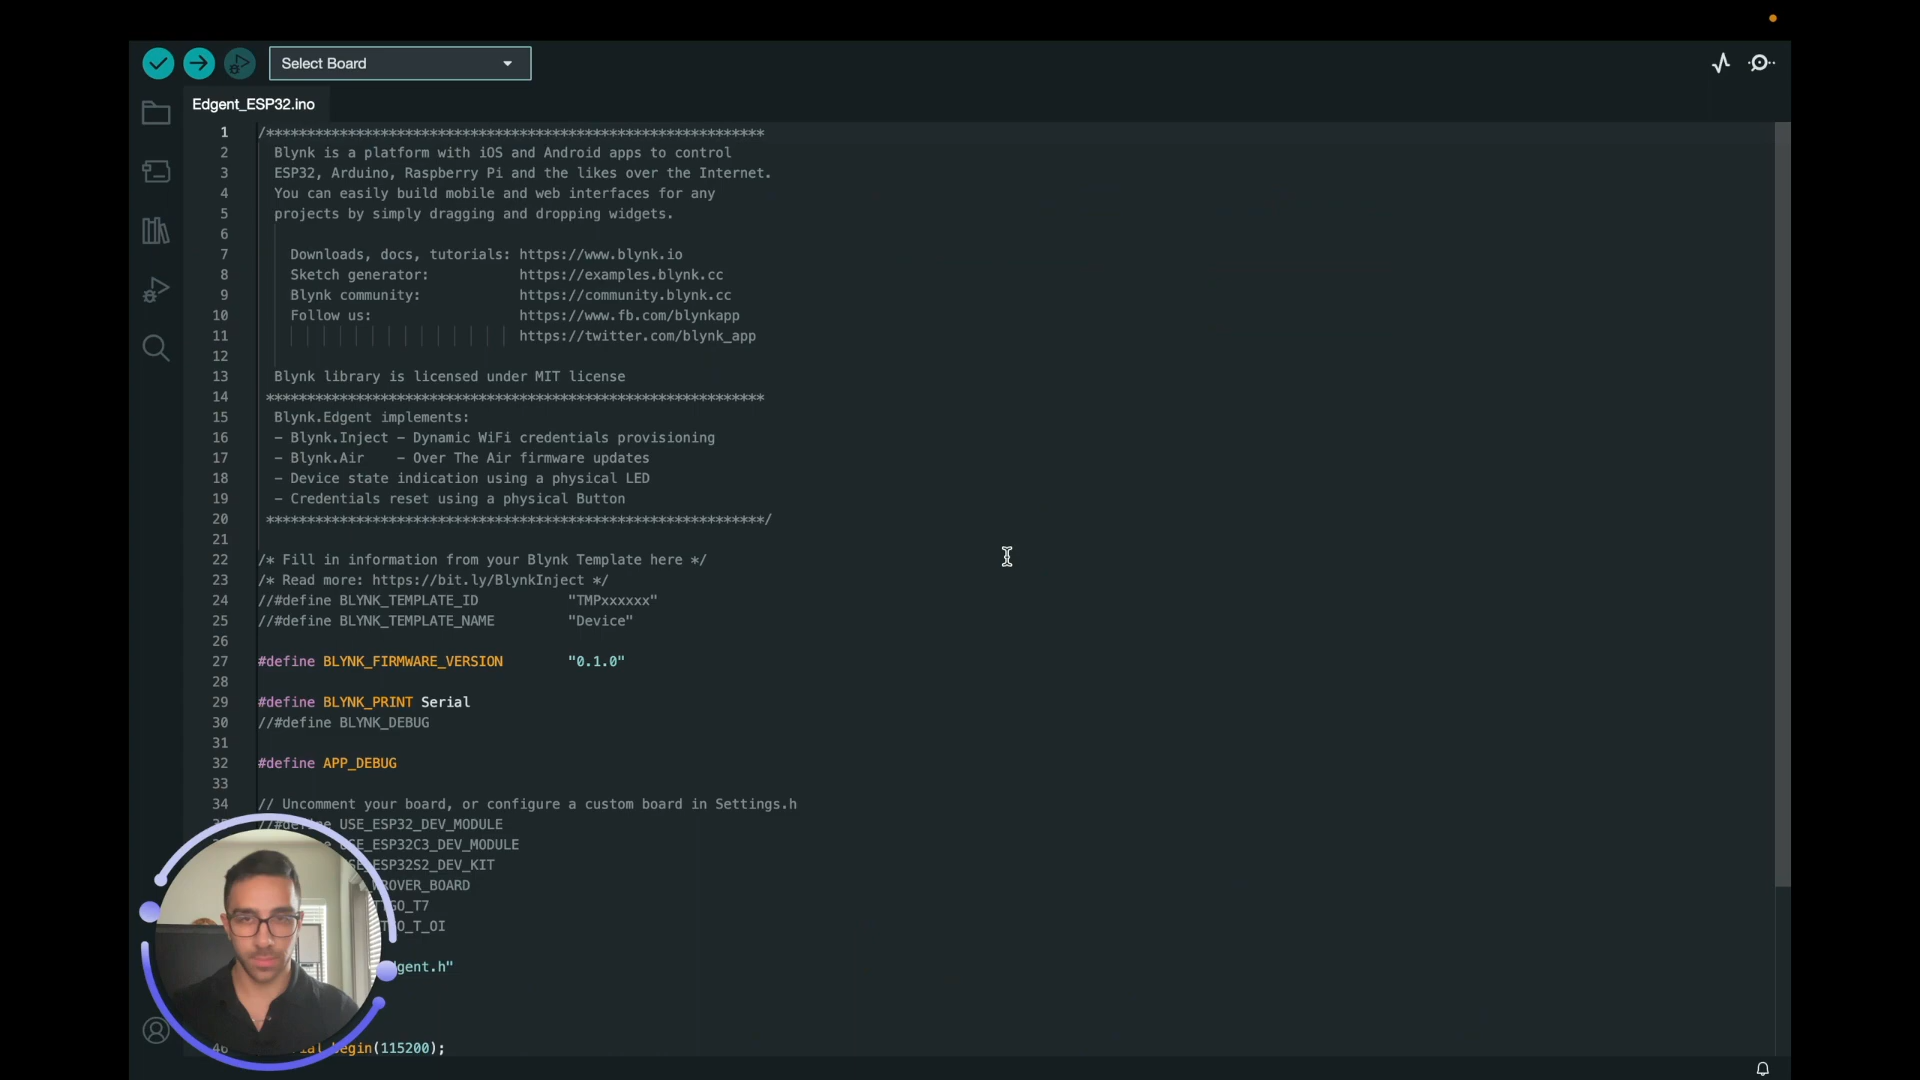 Select Board
Edgent_ESP32.ino
1 /*************************************************************
2 Blynk is a platform with iOS and Android apps to control
3 ESP32, Arduino, Raspberry Pi and the likes over the Internet.
4 You can easily build mobile and web interfaces for any
5 projects by simply dragging and dropping widgets.
6
7 Downloads, docs, tutorials: https://www.blynk.io
8 Sketch generator: https://examples.blynk.cc
9 Blynk community: https://community.blynk.cc
10 Follow us: https://www.fb.com/blynkapp
11 https://twitter.com/blynk_app
12
13 Blynk library is licensed under MIT license
14 *************************************************************
15 Blynk.Edgent implements:
16 - Blynk.Inject - Dynamic WiFi credentials provisioning
17 - Blynk.Air - Over The Air firmware updates
18 - Device state indication using a physical LED
19 - Credentials reset using a physical Button
20 *************************************************************/
21
22 /* Fill in information from your Blynk Template here */
23 /* Read more: https://bit.ly/BlynkInject */
24 //#define BLYNK_TEMPLATE_ID "TMPxxxxxx"
25 //#define BLYNK_TEMPLATE_NAME "Device"
26
27 #define BLYNK_FIRMWARE_VERSION "0.1.0"
28
29 #define BLYNK_PRINT Serial
30 //#define BLYNK_DEBUG
31
32 #define APP_DEBUG
33
34 // Uncomment your board, or configure a custom board in Settings.h
//#define USE_ESP32_DEV_MODULE
USE_ESP32C3_DEV_MODULE
SE_ESP32S2_DEV_KIT
WROVER_BOARD
TTGO_T7
TTGO_T_OI
dgent.h"
46 begin(115200);